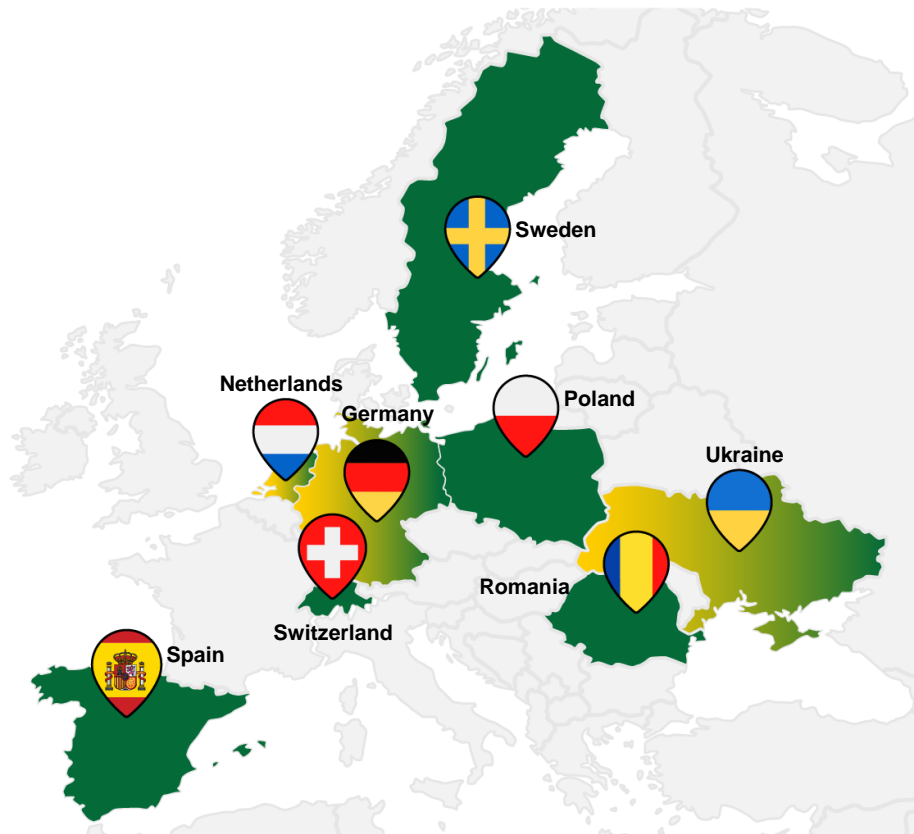 Sweden
Netherlands
Poland
Germany
Ukraine
Romania
Switzerland
Spain